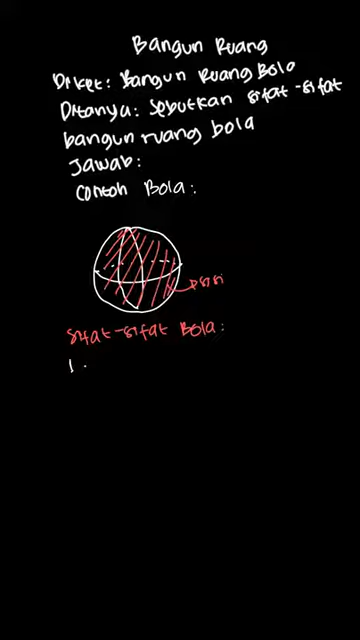 Bangun Ruang
Diket: Bangun Ruang Bola
Ditanya: Sebutkan sifat-sifat
bangun ruang bola
Jawab:
Contoh Bola:
sisi
Sifat-sifat Bola:
1.